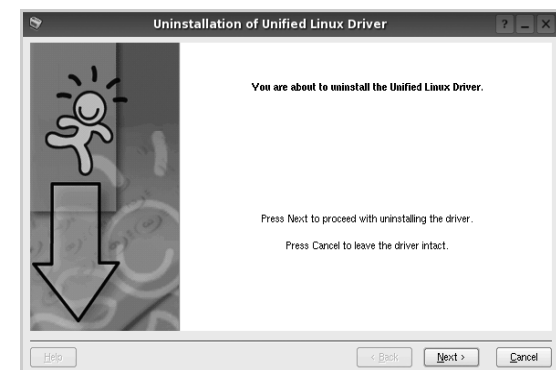 Uninstallation of Unified Linux Driver
You are about to uninstall the Unified Linux Driver.
Press Next to proceed with uninstalling the driver.
Press Cancel to leave the driver intact.
Help
< Back
Next >
Cancel